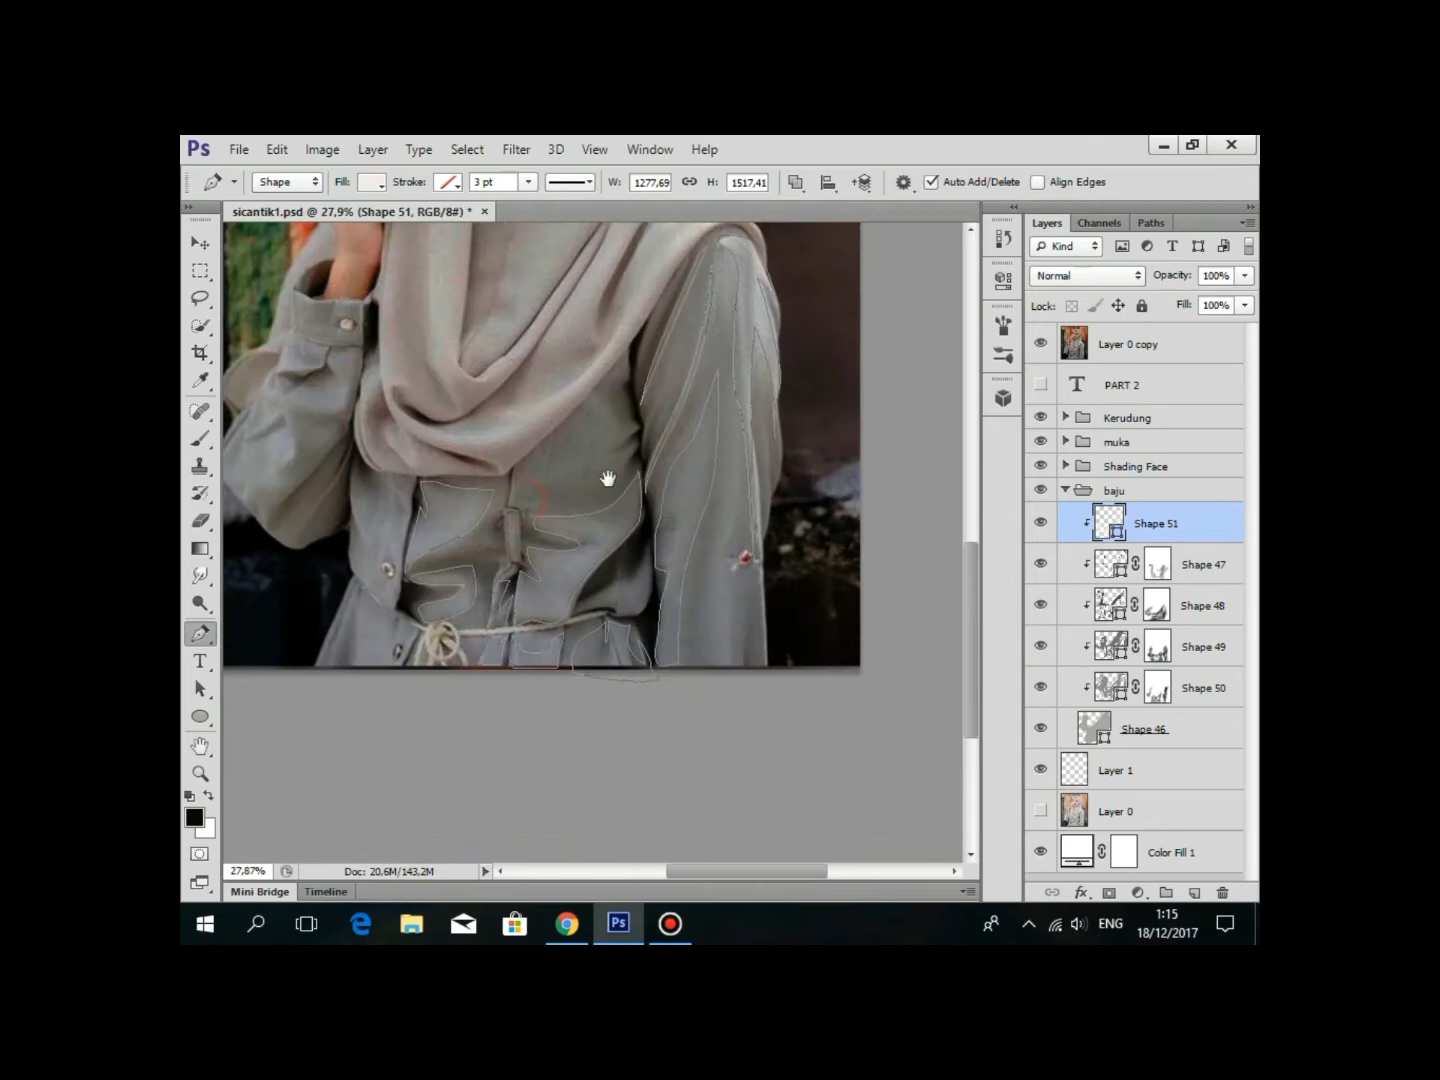 Ps File Edit Image Layer Type Select Filter 3D View Window Help
Shape Fill: Stroke: 3 pt W: 1277,69 H: 1517,41 Auto Add/Delete Align Edges
sicantik1.psd @ 27,9% (Shape 51, RGB/8#) *
Layers Channels Paths
Kind
Normal Opacity: 100%
Lock: Fill: 100%
Layer 0 copy
T PART 2
Kerudung
muka
Shading Face
baju
Shape 51
Shape 47
Shape 48
Shape 49
Shape 50
Shape 46
Layer 1
Layer 0
Color Fill 1
27,87% Doc: 20,6M/143,2M
Mini Bridge Timeline
fx
Ps ENG 1:15
18/12/2017